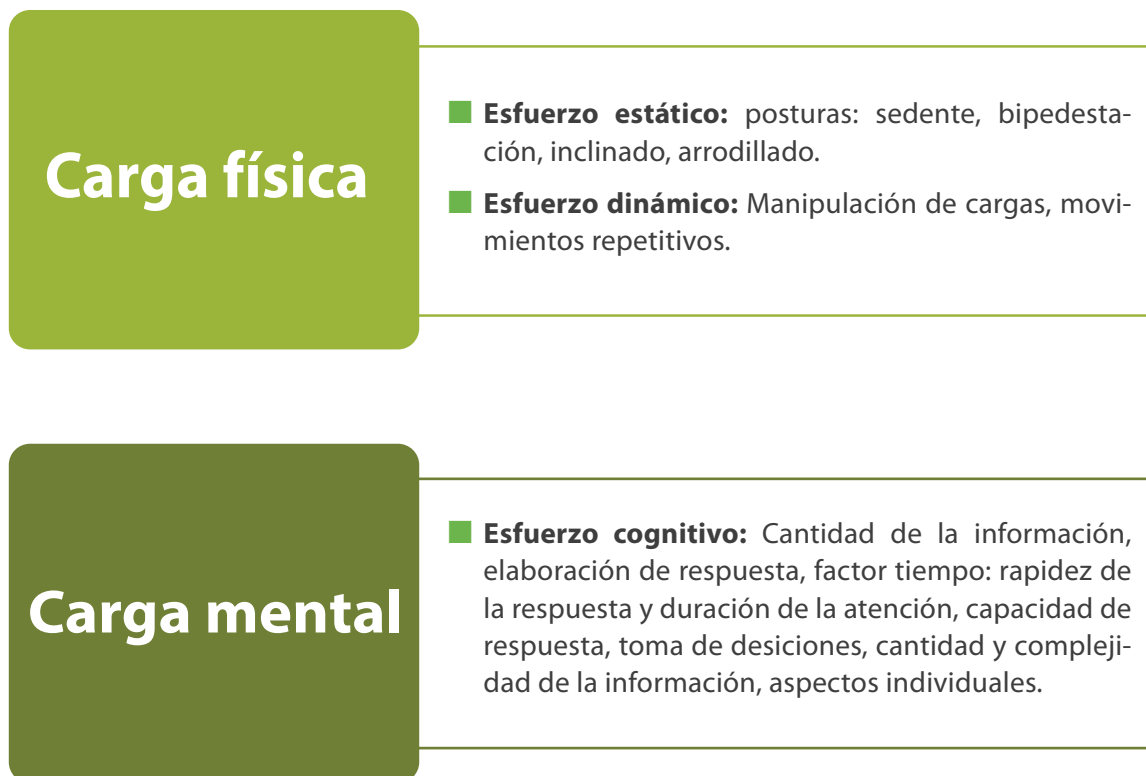 Carga física
Esfuerzo estático: posturas: sedente, bipedesta-
ción, inclinado, arrodillado.
Esfuerzo dinámico: Manipulación de cargas, movi-
mientos repetitivos.
Carga mental
Esfuerzo cognitivo: Cantidad de la información,
elaboración de respuesta, factor tiempo: rapidez de
la respuesta y duración de la atención, capacidad de
respuesta, toma de desiciones, cantidad y compleji-
dad de la información, aspectos individuales.